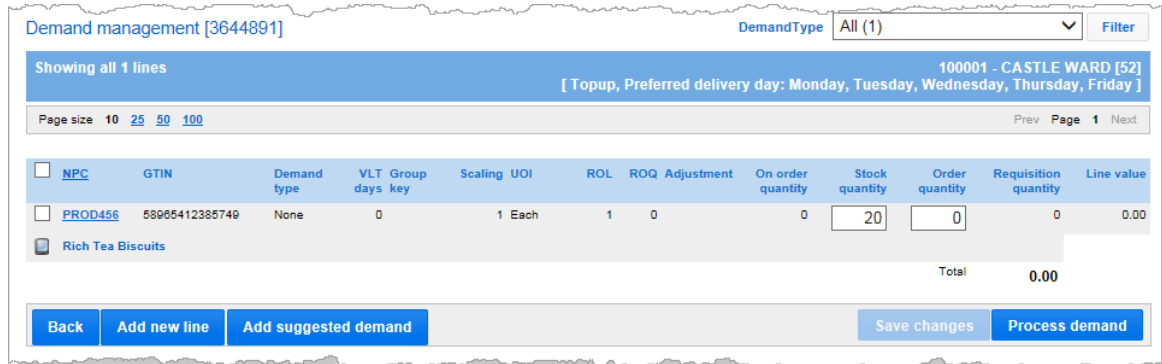 Demand management [3644891] DemandType All (1) Filter
Showing all 1 lines 100001 - CASTLE WARD [52]
[ Topup, Preferred delivery day: Monday, Tuesday, Wednesday, Thursday, Friday ]
Page size 10 25 50 100 Prev Page 1 Next
NPC GTIN Demand type VLT days Group key Scaling UOI ROL ROQ Adjustment On order quantity Stock quantity Order quantity Requisition quantity Line value
PROD456 58965412385749 None 0 1 Each 1 0 0 20 0 0 0.00
Rich Tea Biscuits
Total 0.00
Back Add new line Add suggested demand Save changes Process demand